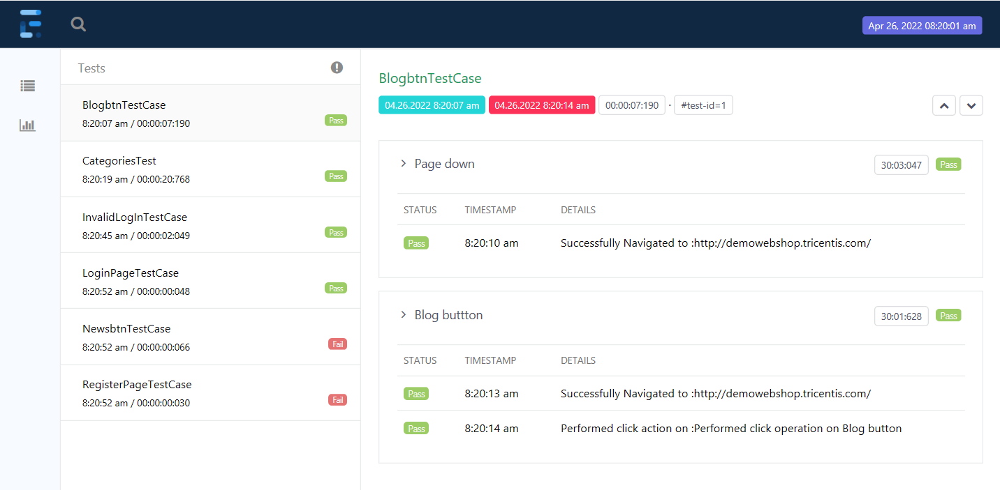 Apr 26, 2022 08:20:01 am
Tests
BlogbtnTestCase
8:20:07 am / 00:00:07:190
Pass
CategoriesTest
8:20:19 am / 00:00:20:768
Pass
InvalidLogInTestCase
8:20:45 am / 00:00:02:049
Pass
LoginPageTestCase
8:20:52 am / 00:00:00:048
Pass
NewsbtnTestCase
8:20:52 am / 00:00:00:066
Fail
RegisterPageTestCase
8:20:52 am / 00:00:00:030
Fail
BlogbtnTestCase
04.26.2022 8:20:07 am 04.26.2022 8:20:14 am 00:00:07:190 · #test-id=1
Page down 30:03:047 Pass
STATUS TIMESTAMP DETAILS
Pass 8:20:10 am Successfully Navigated to :http://demowebshop.tricentis.com/
Blog buttton 30:01:628 Pass
STATUS TIMESTAMP DETAILS
Pass 8:20:13 am Successfully Navigated to :http://demowebshop.tricentis.com/
Pass 8:20:14 am Performed click action on :Performed click operation on Blog button